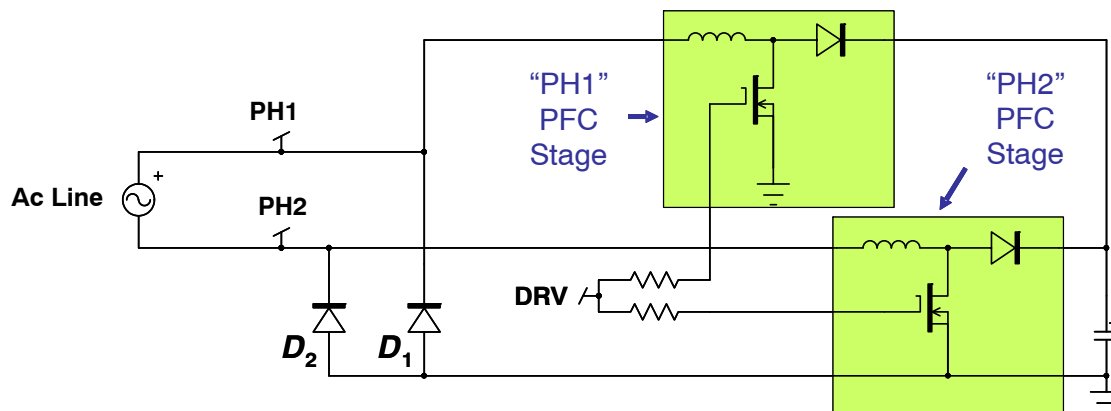 “PH1”
PFC
Stage
“PH2”
PFC
Stage
PH1
+
Ac Line
PH2
DRV
D2
D1